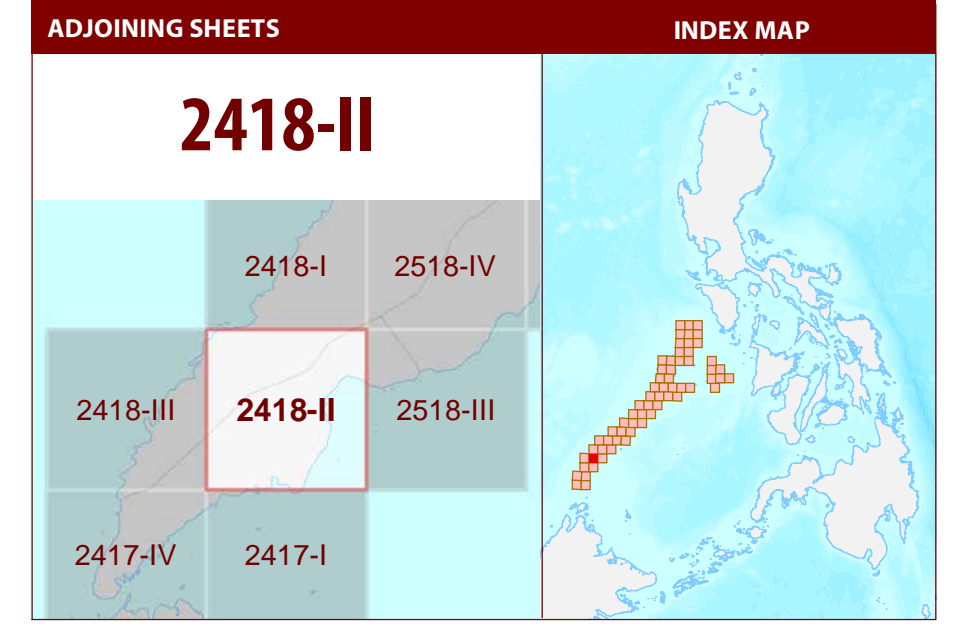 ADJOINING SHEETS
INDEX MAP
2418-II
2418-I
2518-IV
2418-III
2418-II
2518-III
2417-IV
2417-I